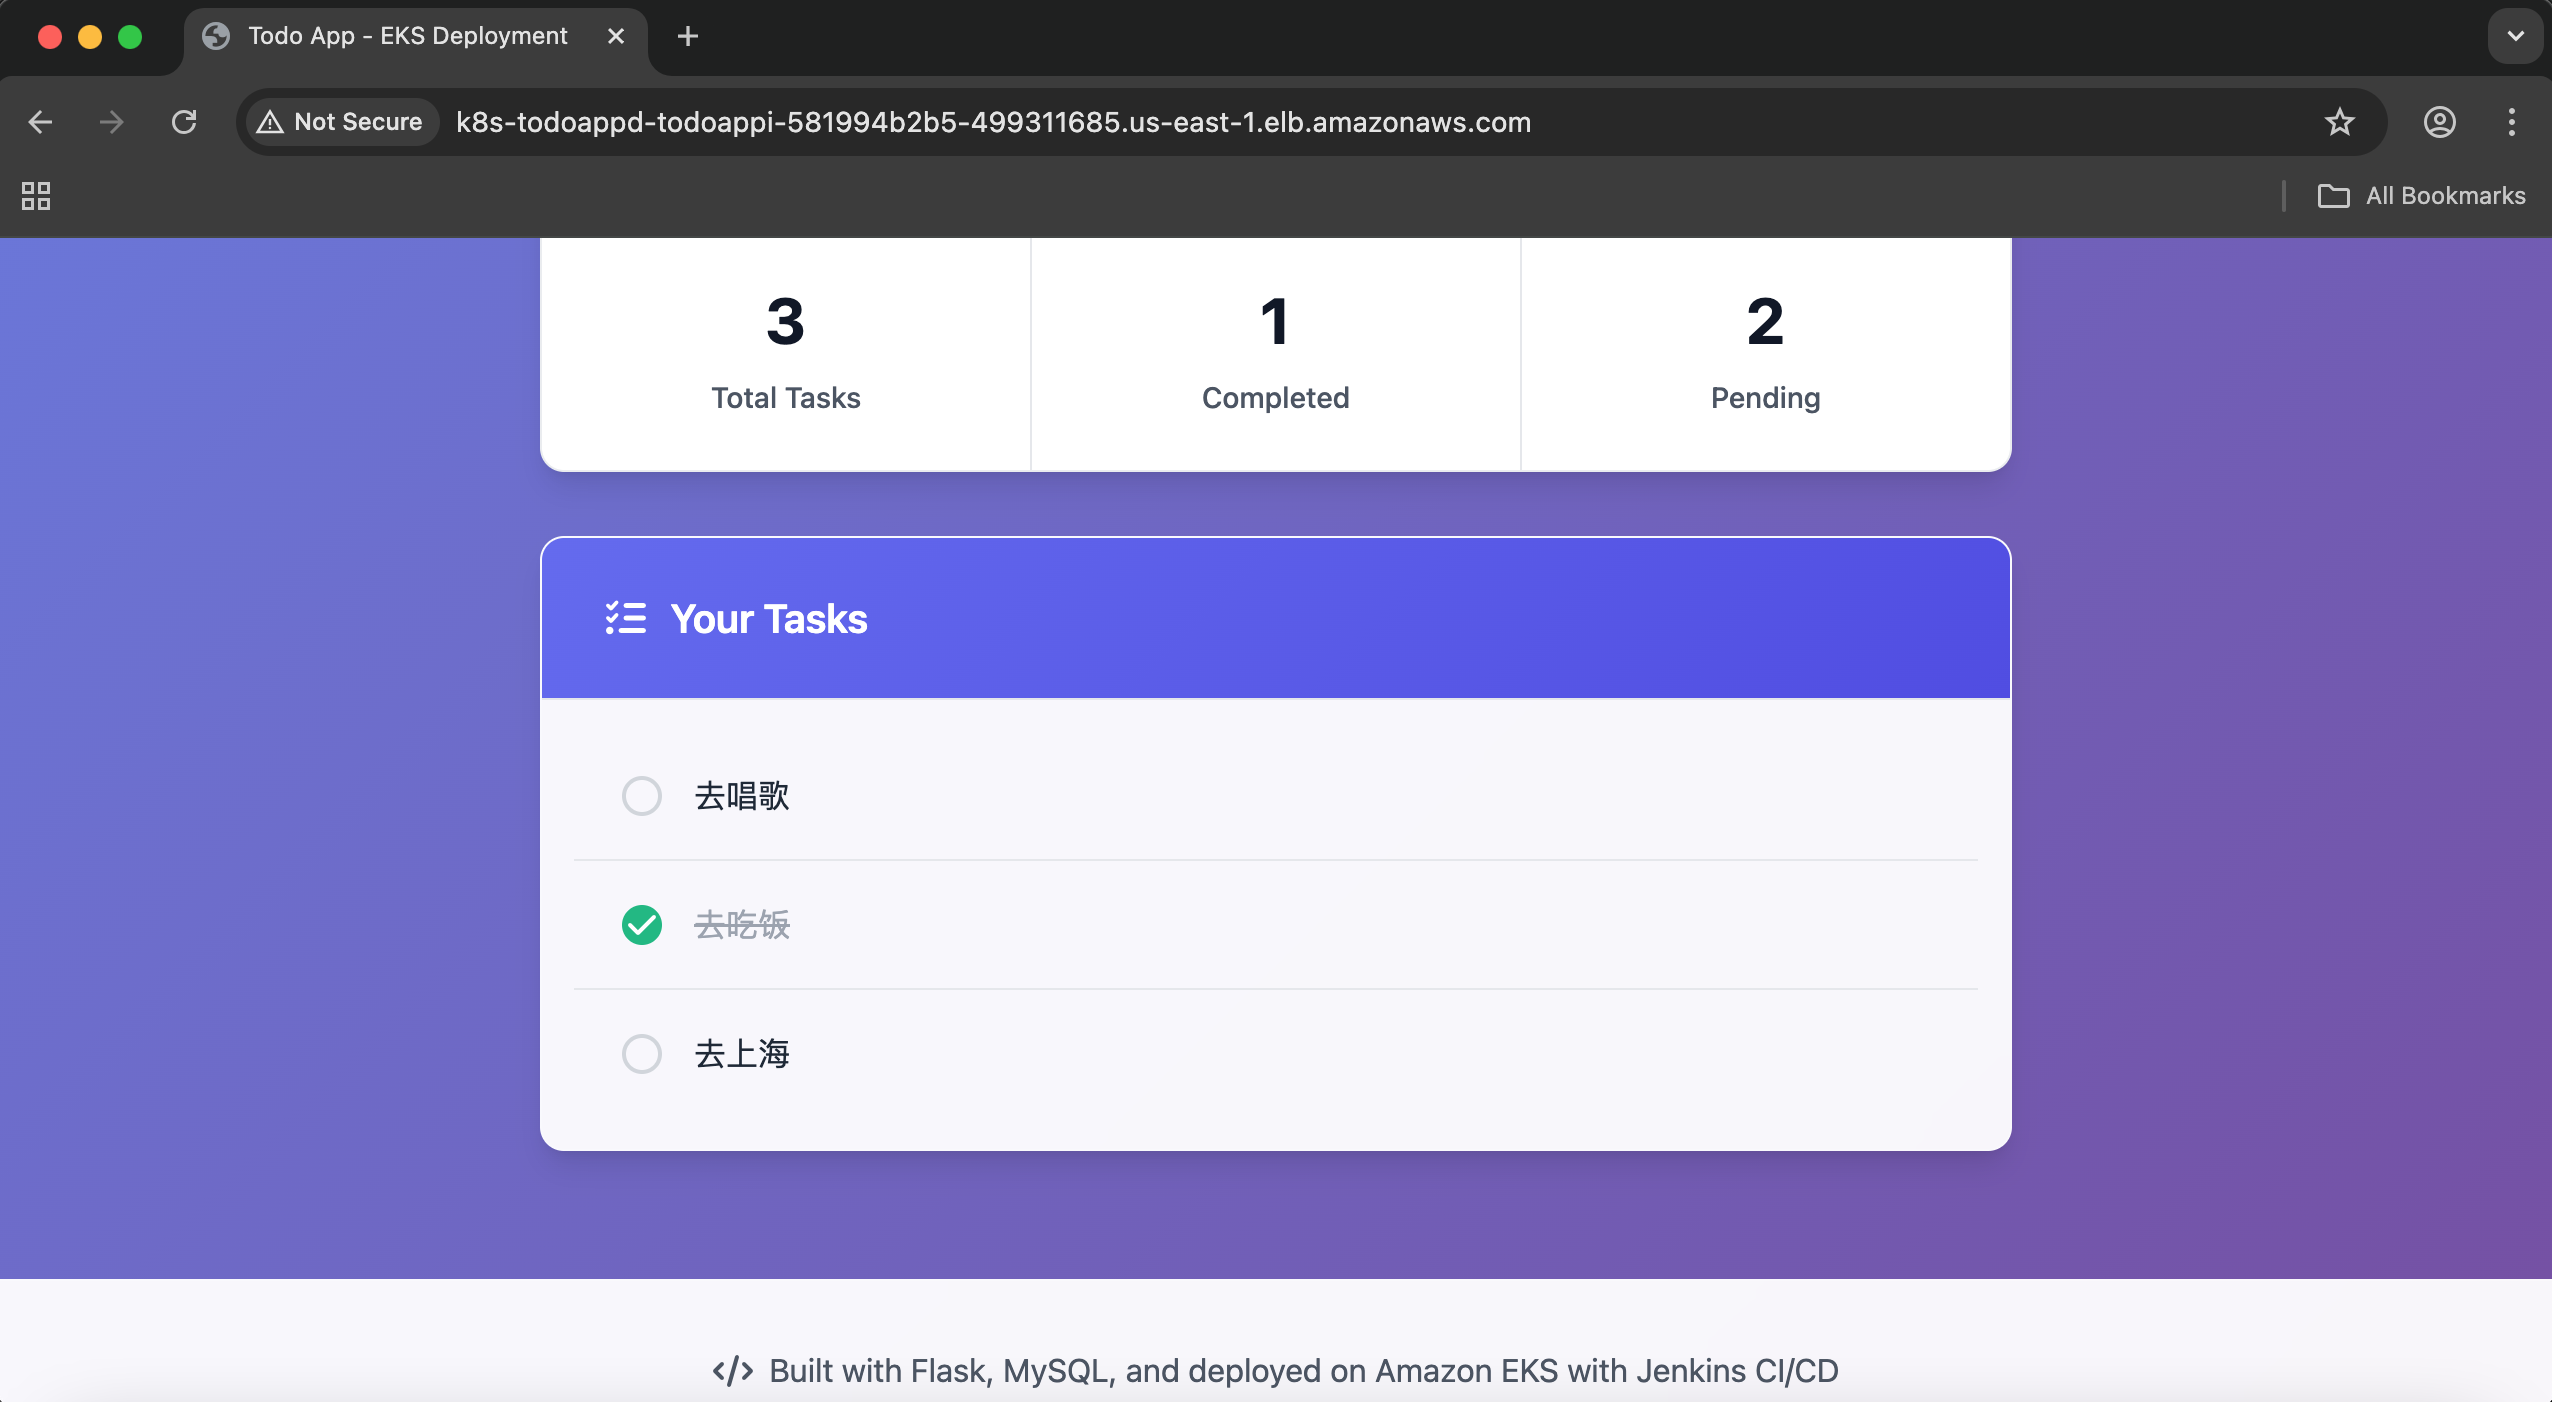 Todo App - EKS Deployment
Not Secure k8s-todoappd-todoappi-581994b2b5-499311685.us-east-1.elb.amazonaws.com
All Bookmarks
3 1 2
Total Tasks Completed Pending
Your Tasks
去唱歌
去吃饭
去上海
Built with Flask, MySQL, and deployed on Amazon EKS with Jenkins CI/CD